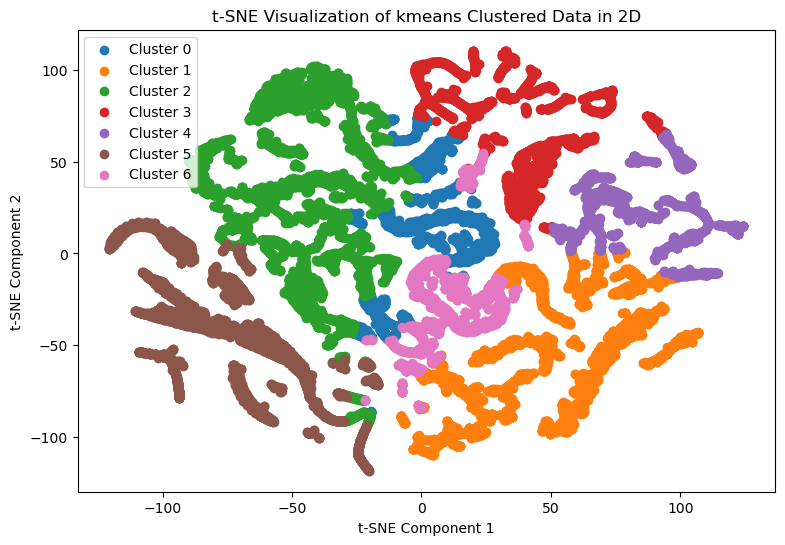 t-SNE Visualization of kmeans Clustered Data in 2D
Cluster 0
Cluster 1
Cluster 2
Cluster 3
Cluster 4
Cluster 5
Cluster 6
100
50
0
−50
−100
t-SNE Component 2
−100
−50
0
50
100
t-SNE Component 1